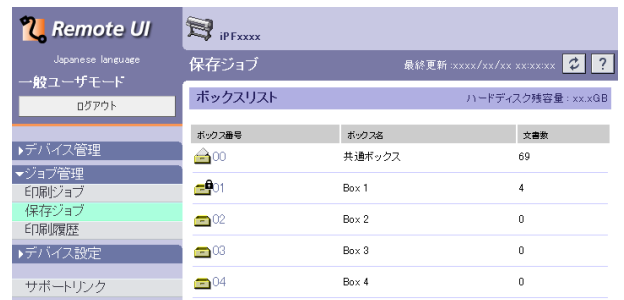 Remote UI
iPFxxxx
Japanese language
一般ユーザモード
ログアウト
保存ジョブ
最終更新 :xxxx/xx/xx xx:xx:xx
?
ボックスリスト
ハードディスク残容量 : xx.xGB
ボックス番号 ボックス名 文書数
00 共通ボックス 69
01 Box 1 4
02 Box 2 0
03 Box 3 0
04 Box 4 0
デバイス管理
ジョブ管理
印刷ジョブ
保存ジョブ
印刷履歴
デバイス設定
サポートリンク